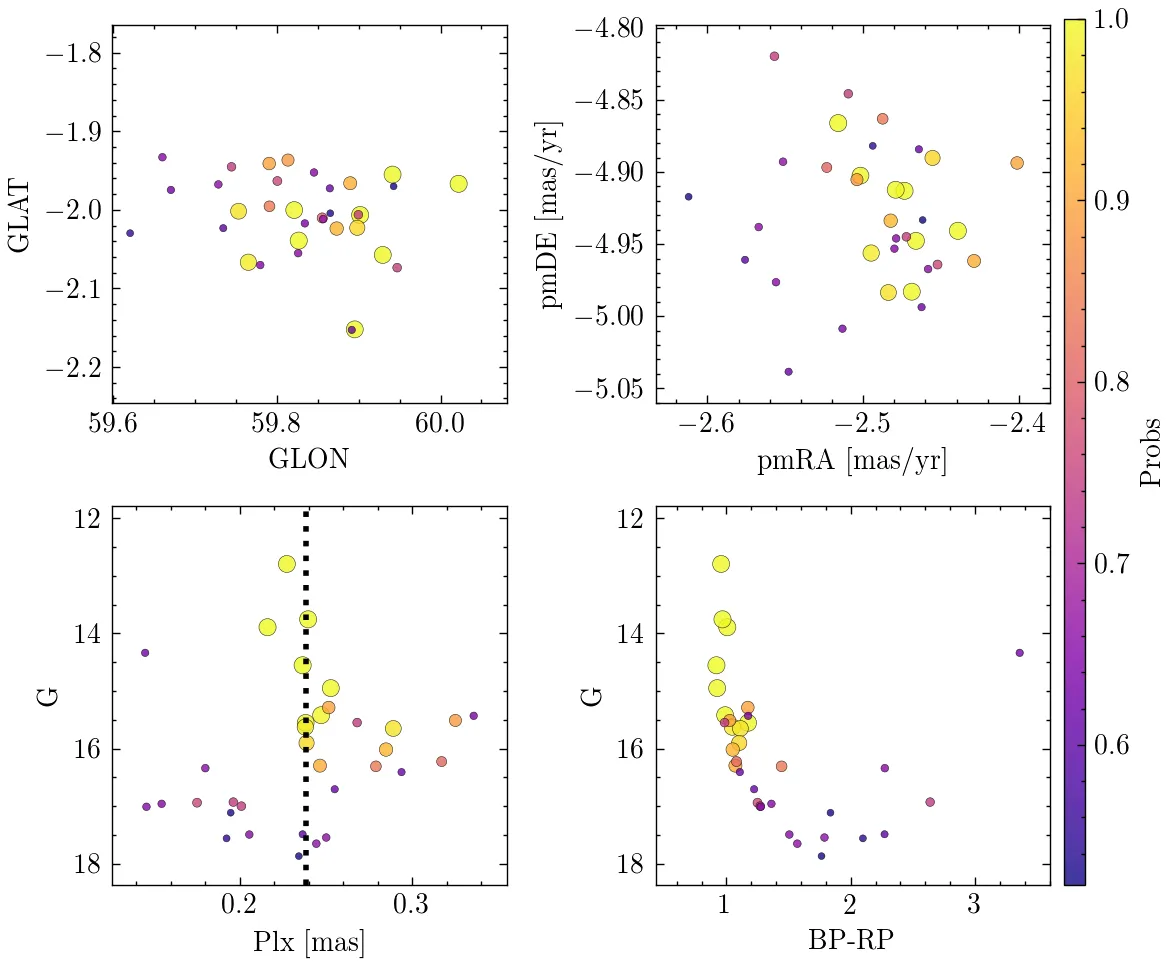 −1.8
−1.9
−2.0
−2.1
−2.2
GLAT
59.6 59.8 60.0
GLON
−4.80
−4.85
−4.90
−4.95
−5.00
−5.05
pmDE [mas/yr]
−2.6 −2.5 −2.4
pmRA [mas/yr]
12
14
16
18
G
0.2 0.3
Plx [mas]
12
14
16
18
G
1 2 3
BP-RP
1.0
0.9
0.8
0.7
0.6
Probs